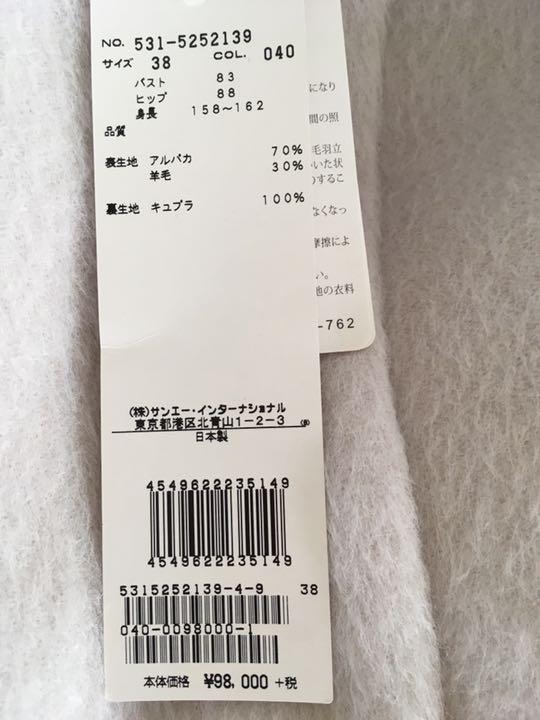 NO. 531-5252139
サイズ 38 COL. 040
バスト 83
ヒップ 88
身長 158～162
品質
表生地 アルパカ 70%
羊毛 30%
裏生地 キュプラ 100%
(株)サンエー・インターナショナル
東京都港区北青山1-2-3
日本製
4549622235149
4549622235149
5315252139-4-9 38
040-0098000-1
本体価格 ¥98,000 +税
になり
間の照
毛羽立
いた状
のするこ
なくなっ
摩擦によ
い。
地の衣料
-762